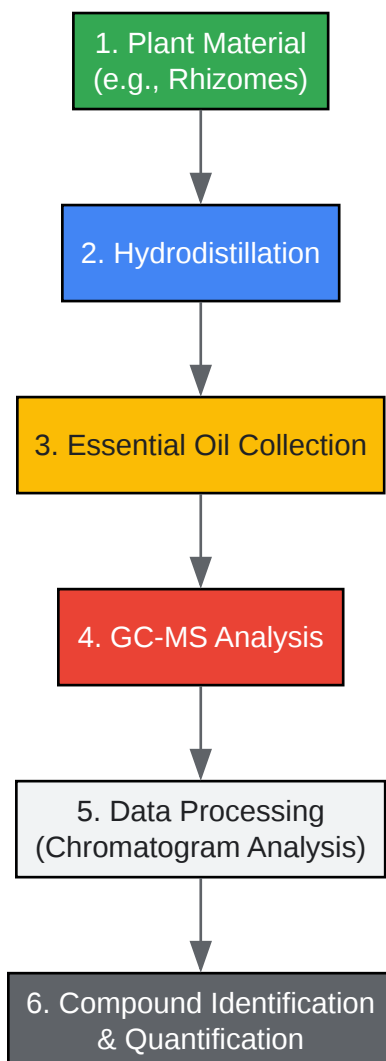 1. Plant Material
(e.g., Rhizomes)
2. Hydrodistillation
3. Essential Oil Collection
4. GC-MS Analysis
5. Data Processing
(Chromatogram Analysis)
6. Compound Identification
& Quantification